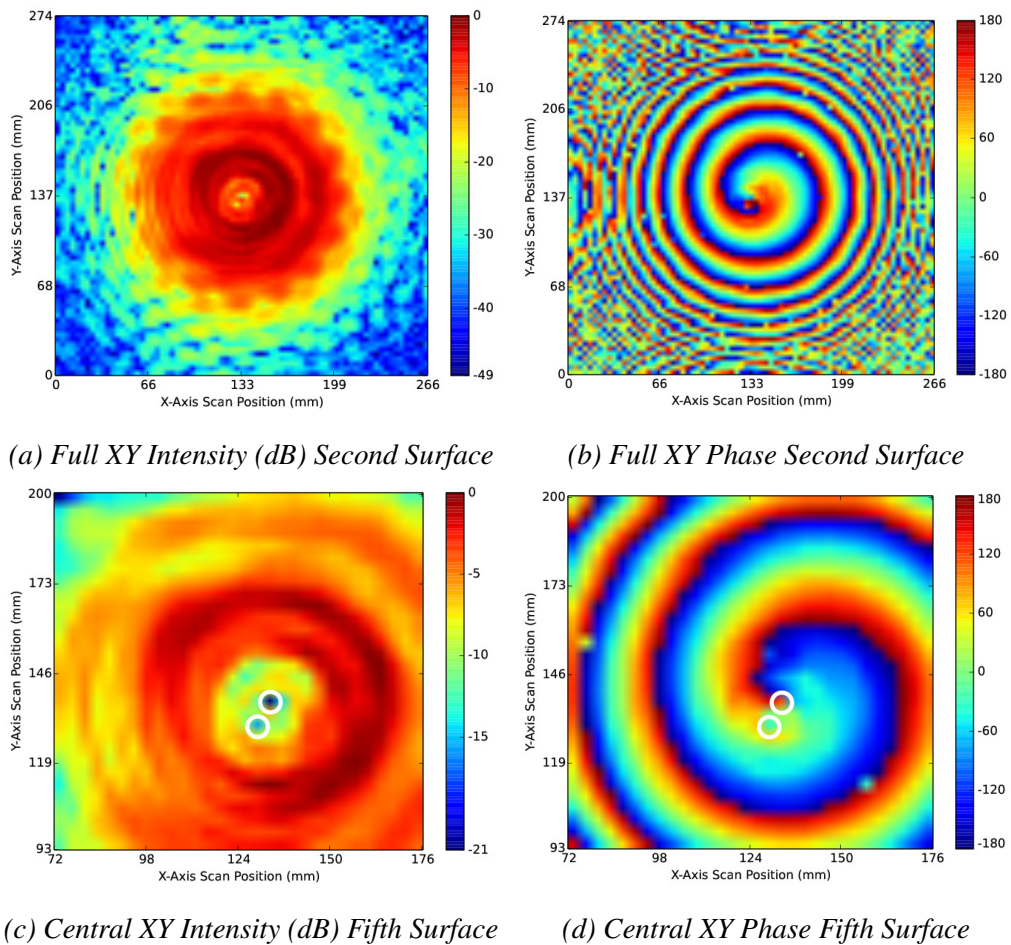 274
206
137
68
0
Y-Axis Scan Position (mm)
0 66 133 199 266
X-Axis Scan Position (mm)
0
-10
-20
-30
-40
-49
274
206
137
68
0
Y-Axis Scan Position (mm)
0 66 133 199 266
X-Axis Scan Position (mm)
180
120
60
0
-60
-120
-180
(a) Full XY Intensity (dB) Second Surface
(b) Full XY Phase Second Surface
200
173
146
119
93
Y-Axis Scan Position (mm)
72 98 124 150 176
X-Axis Scan Position (mm)
0
-5
-10
-15
-21
200
173
146
119
93
Y-Axis Scan Position (mm)
72 98 124 150 176
X-Axis Scan Position (mm)
180
120
60
0
-60
-120
-180
(c) Central XY Intensity (dB) Fifth Surface
(d) Central XY Phase Fifth Surface